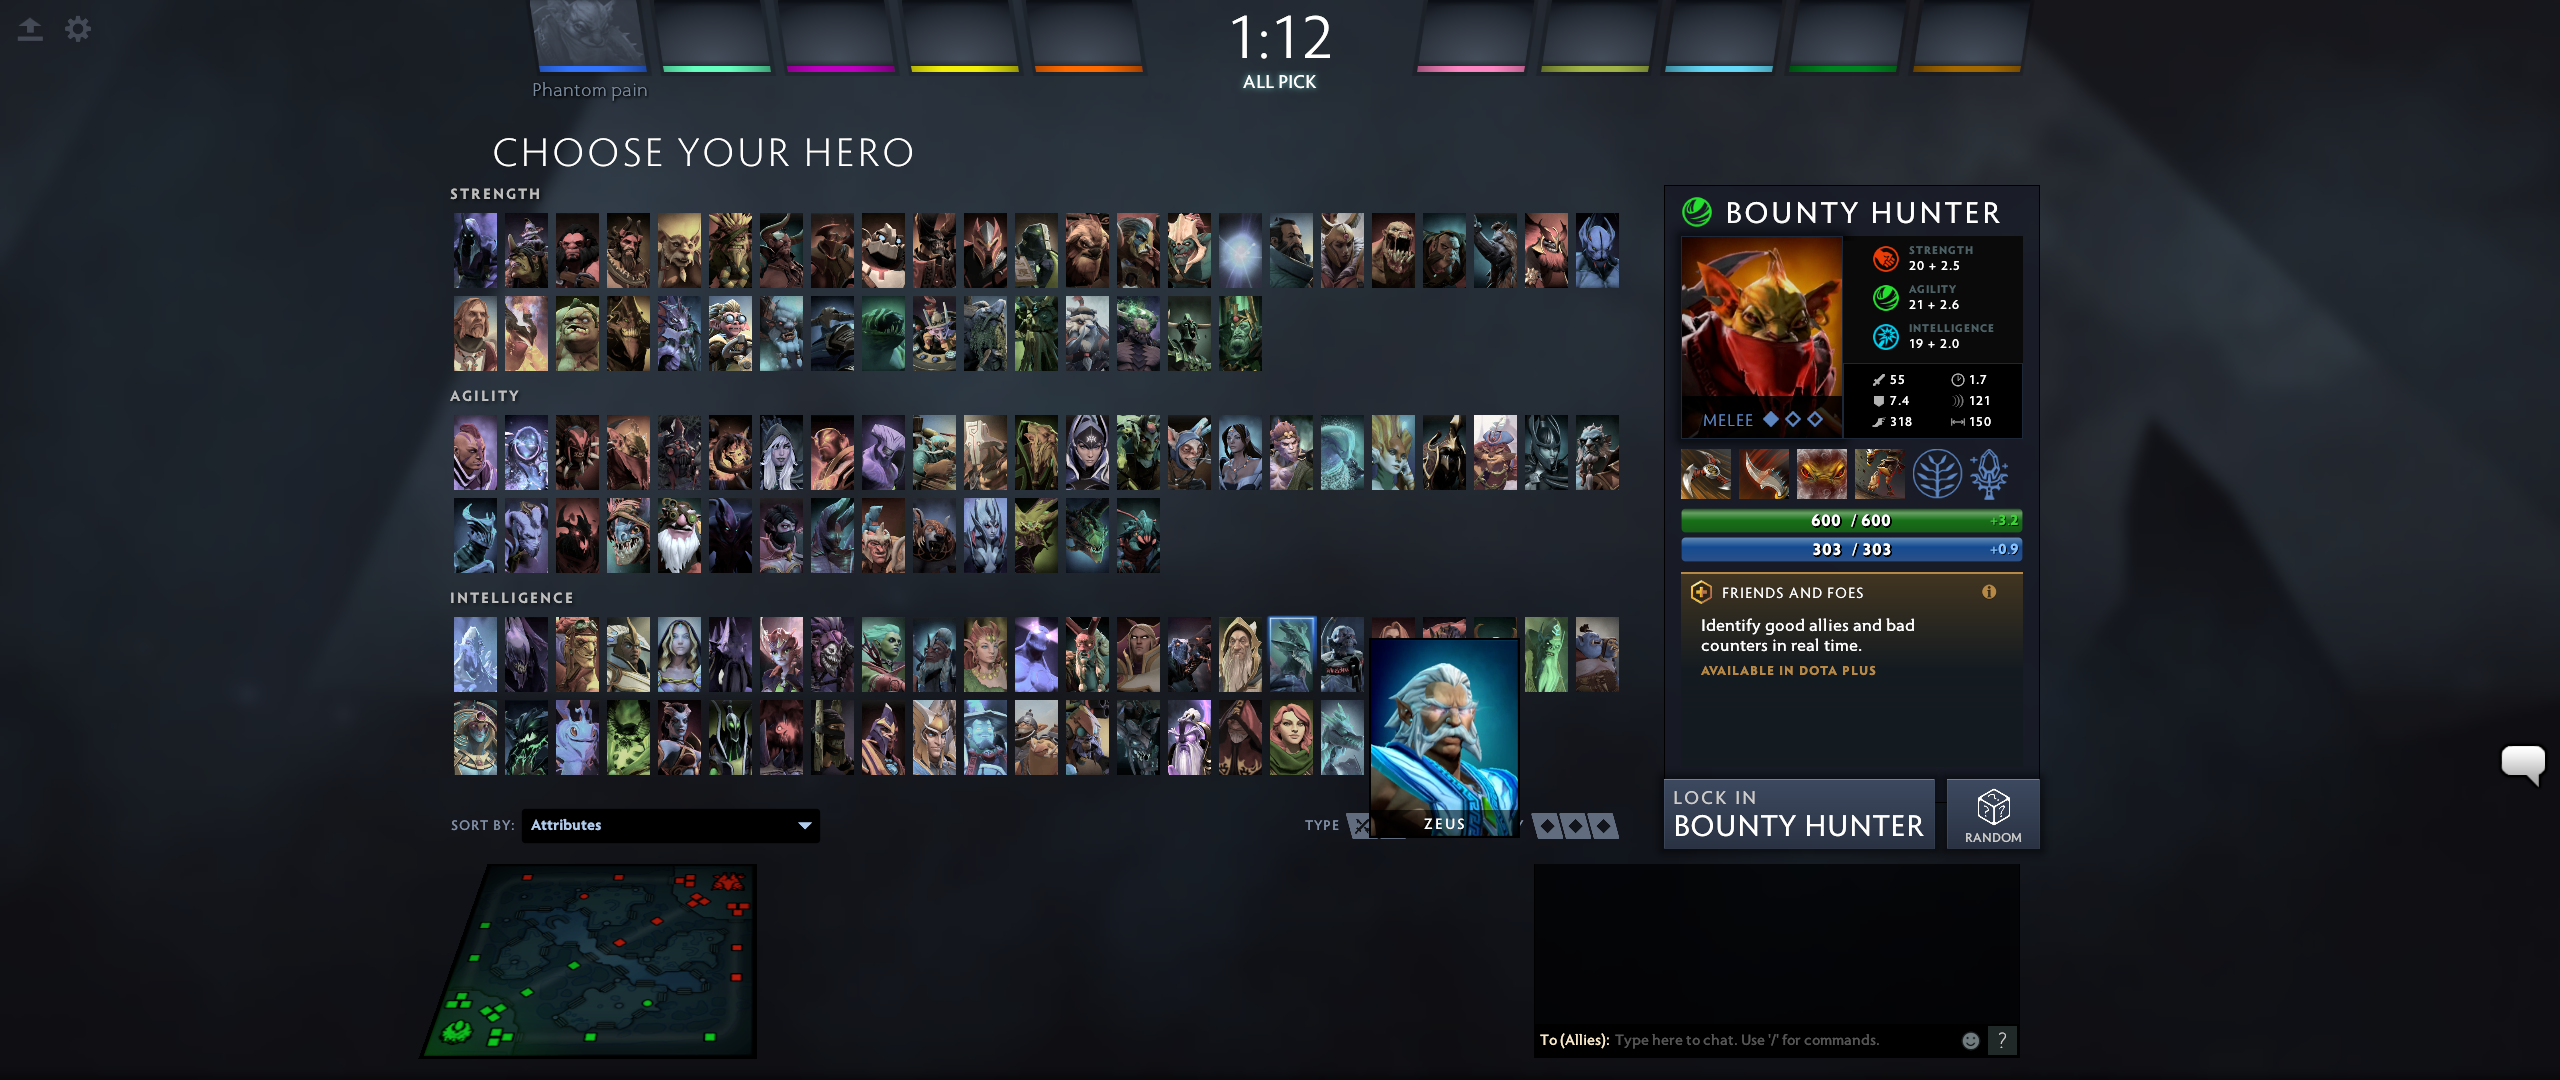 1:12
ALL PICK
Phantom pain
CHOOSE YOUR HERO
STRENGTH
AGILITY
INTELLIGENCE
BOUNTY HUNTER
STRENGTH
20 + 2.5
AGILITY
21 + 2.6
INTELLIGENCE
19 + 2.0
MELEE
55 1.7
7.4 121
318 150
600 / 600 +3.2
303 / 303 +0.9
FRIENDS AND FOES
Identify good allies and bad
counters in real time.
AVAILABLE IN DOTA PLUS
LOCK IN
BOUNTY HUNTER
RANDOM
SORT BY: Attributes
TYPE
ZEUS
To (Allies): Type here to chat. Use '/' for commands.
?